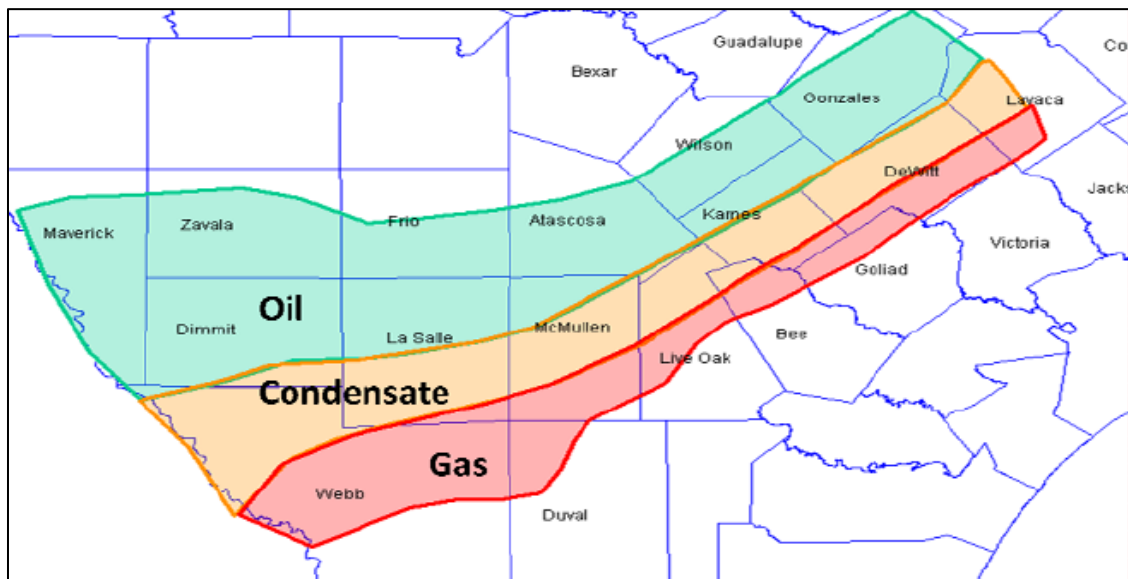 Guadalupe
Co
Bexar
Gonzales
Lavaca
Wilson
DeWitt
Jacks
Karnes
Frio
Atascosa
Zavala
Maverick
Victoria
Goliad
Oil
Dimmit
La Salle
McMullen
Bee
Live Oak
Condensate
Gas
Webb
Duval